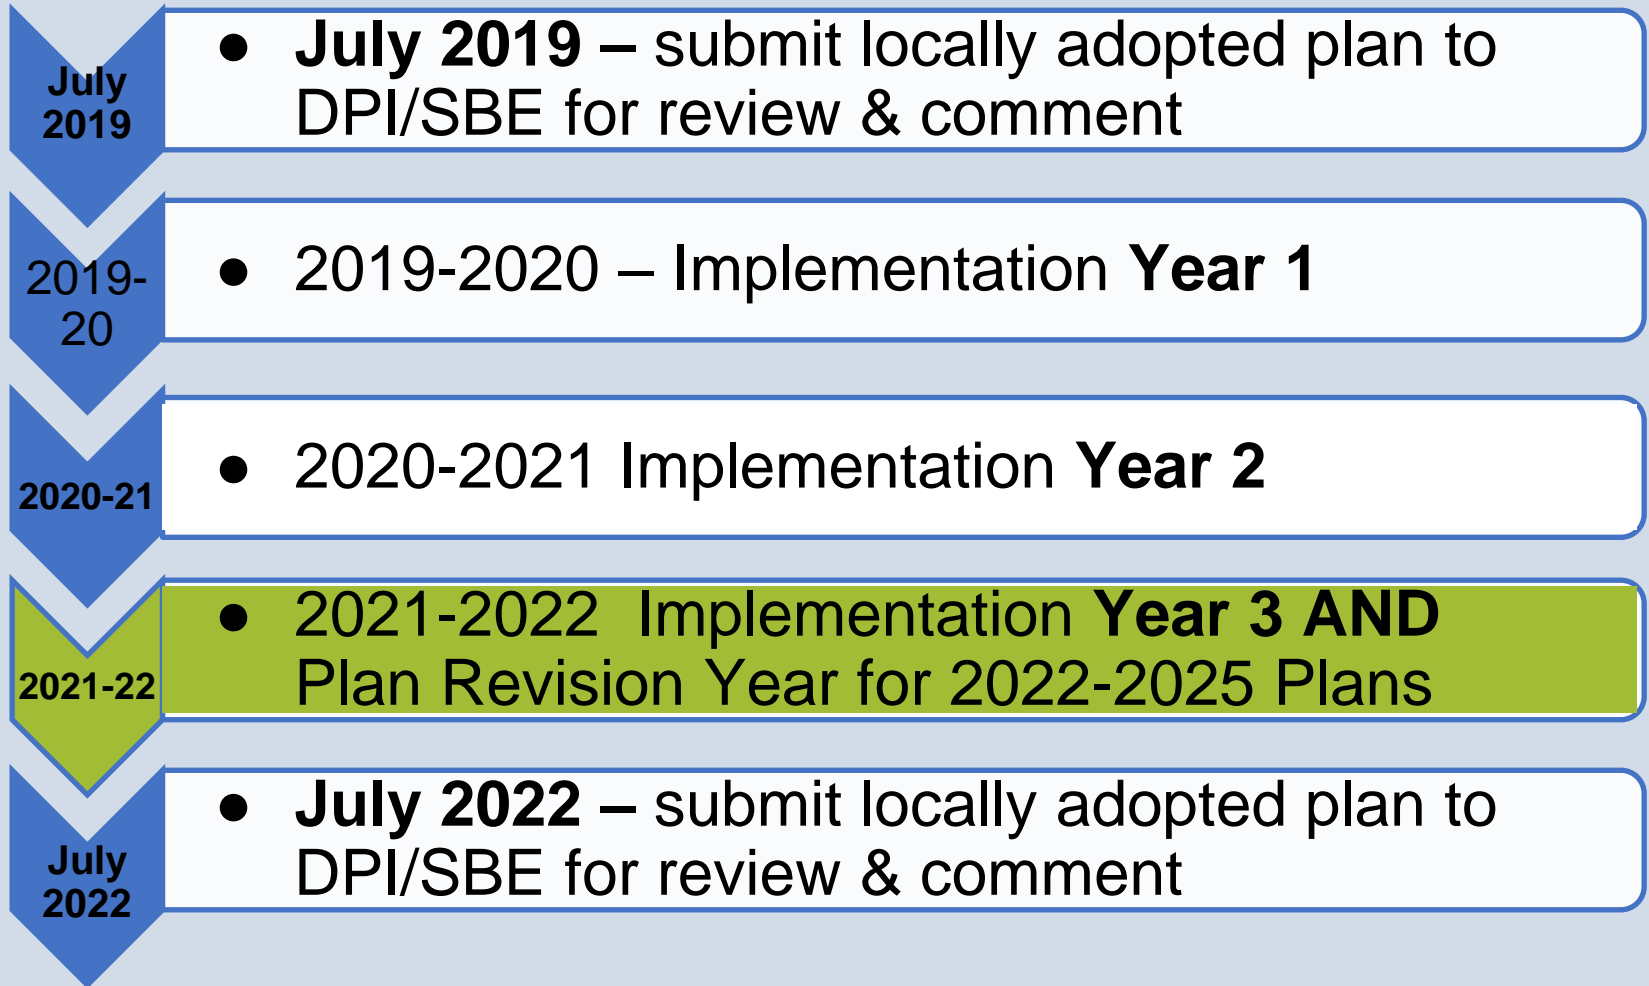 July
2019
● July 2019 – submit locally adopted plan to
DPI/SBE for review & comment
2019-
20
● 2019-2020 – Implementation Year 1
2020-21
● 2020-2021 Implementation Year 2
2021-22
● 2021-2022  Implementation Year 3 AND
Plan Revision Year for 2022-2025 Plans
July
2022
● July 2022 – submit locally adopted plan to
DPI/SBE for review & comment